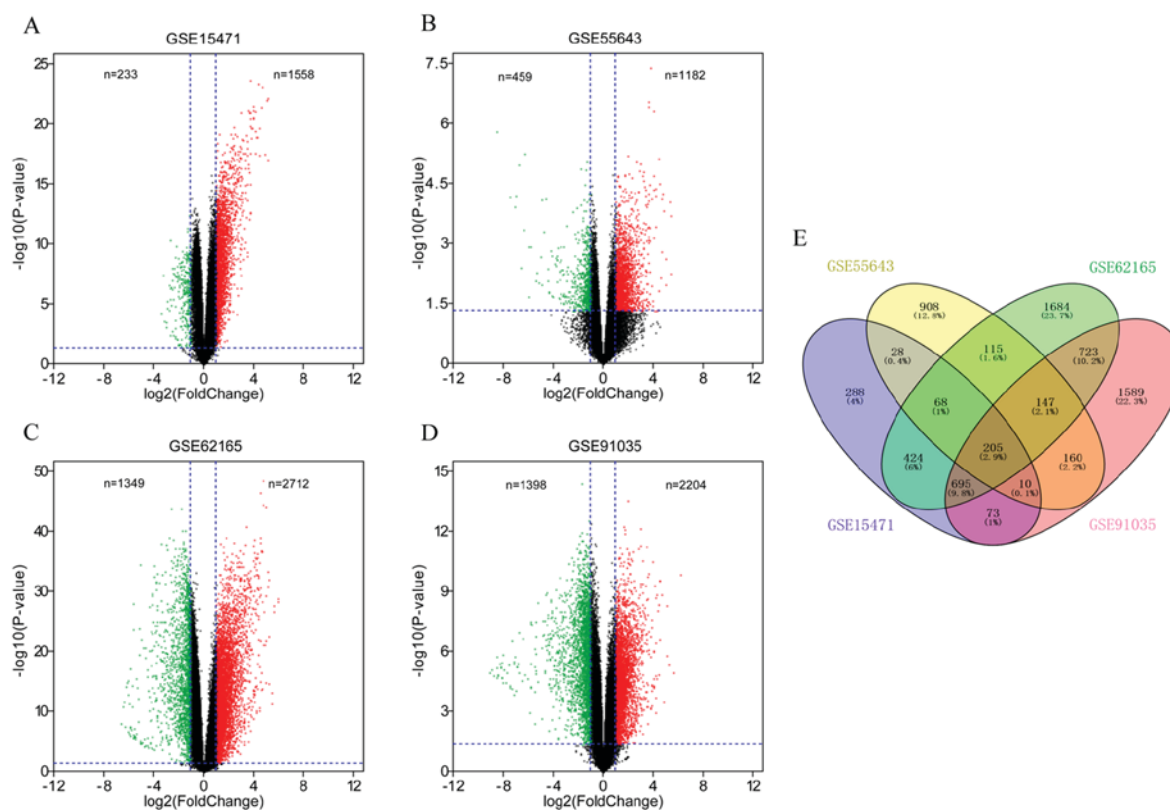 A
GSE15471
n=233
n=1558
25
20
15
10
5
0
-12
-8
-4
0
4
8
12
-log10(P-value)
log2(FoldChange)
B
GSE55643
n=459
n=1182
7.5
6
4.5
3
1.5
0
-12
-8
-4
0
4
8
12
-log10(P-value)
log2(FoldChange)
C
GSE62165
n=1349
n=2712
50
40
30
20
10
0
-12
-8
-4
0
4
8
12
-log10(P-value)
log2(FoldChange)
D
GSE91035
n=1398
n=2204
15
12
9
6
3
0
-12
-8
-4
0
4
8
12
-log10(P-value)
log2(FoldChange)
E
GSE55643
GSE62165
908
(12.8%)
1684
(23.7%)
28
(0.4%)
115
(1.6%)
723
(10.2%)
288
(4%)
68
(1%)
147
(2.1%)
1589
(22.3%)
205
(2.9%)
424
(6%)
160
(2.2%)
695
(9.8%)
10
(0.1%)
73
(1%)
GSE15471
GSE91035